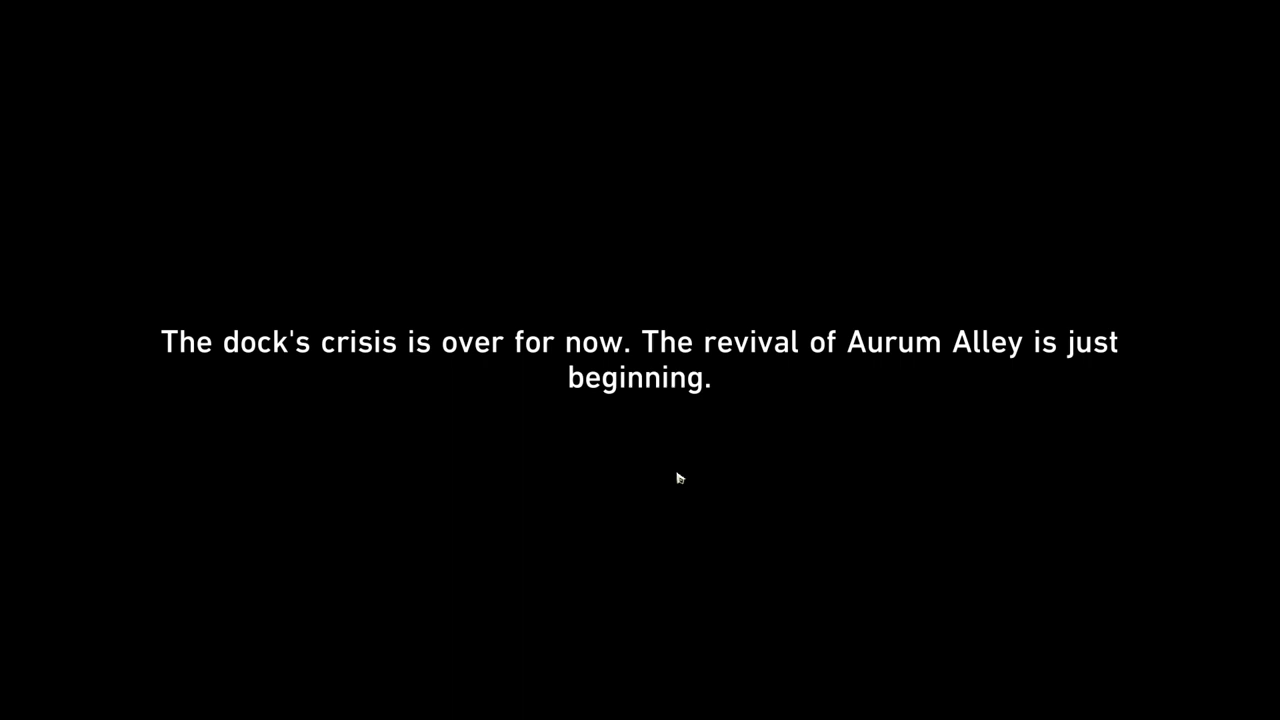 The dock's crisis is over for now. The revival of Aurum Alley is just
beginning.